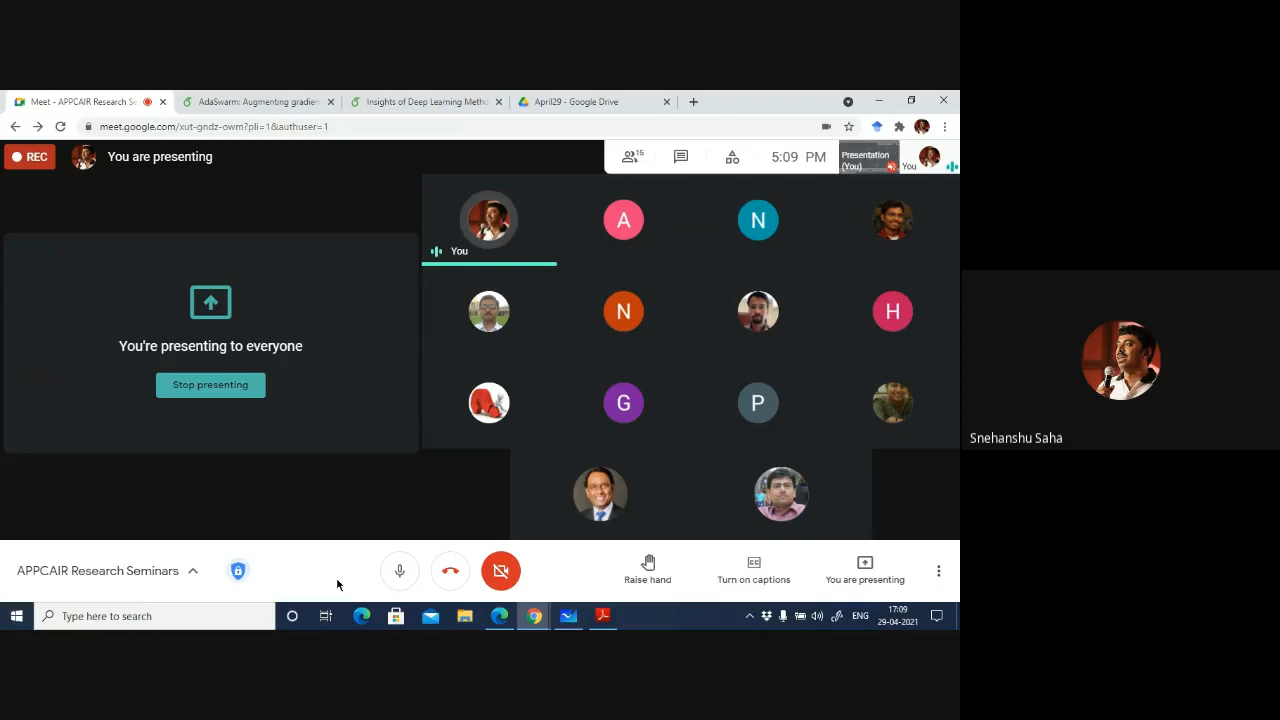 Meet - APPCAIR Research Se
AdaSwarm: Augmenting gradien
Insights of Deep Learning Metho
April29 - Google Drive
meet.google.com/xut-gndz-owm?pli=1&authuser=1
REC
You are presenting
15
5:09 PM
Presentation
(You)
You
You
A
N
N
H
G
P
You're presenting to everyone
Stop presenting
Snehanshu Saha
APPCAIR Research Seminars
Raise hand
CC
Turn on captions
You are presenting
Type here to search
ENG
17:09
29-04-2021